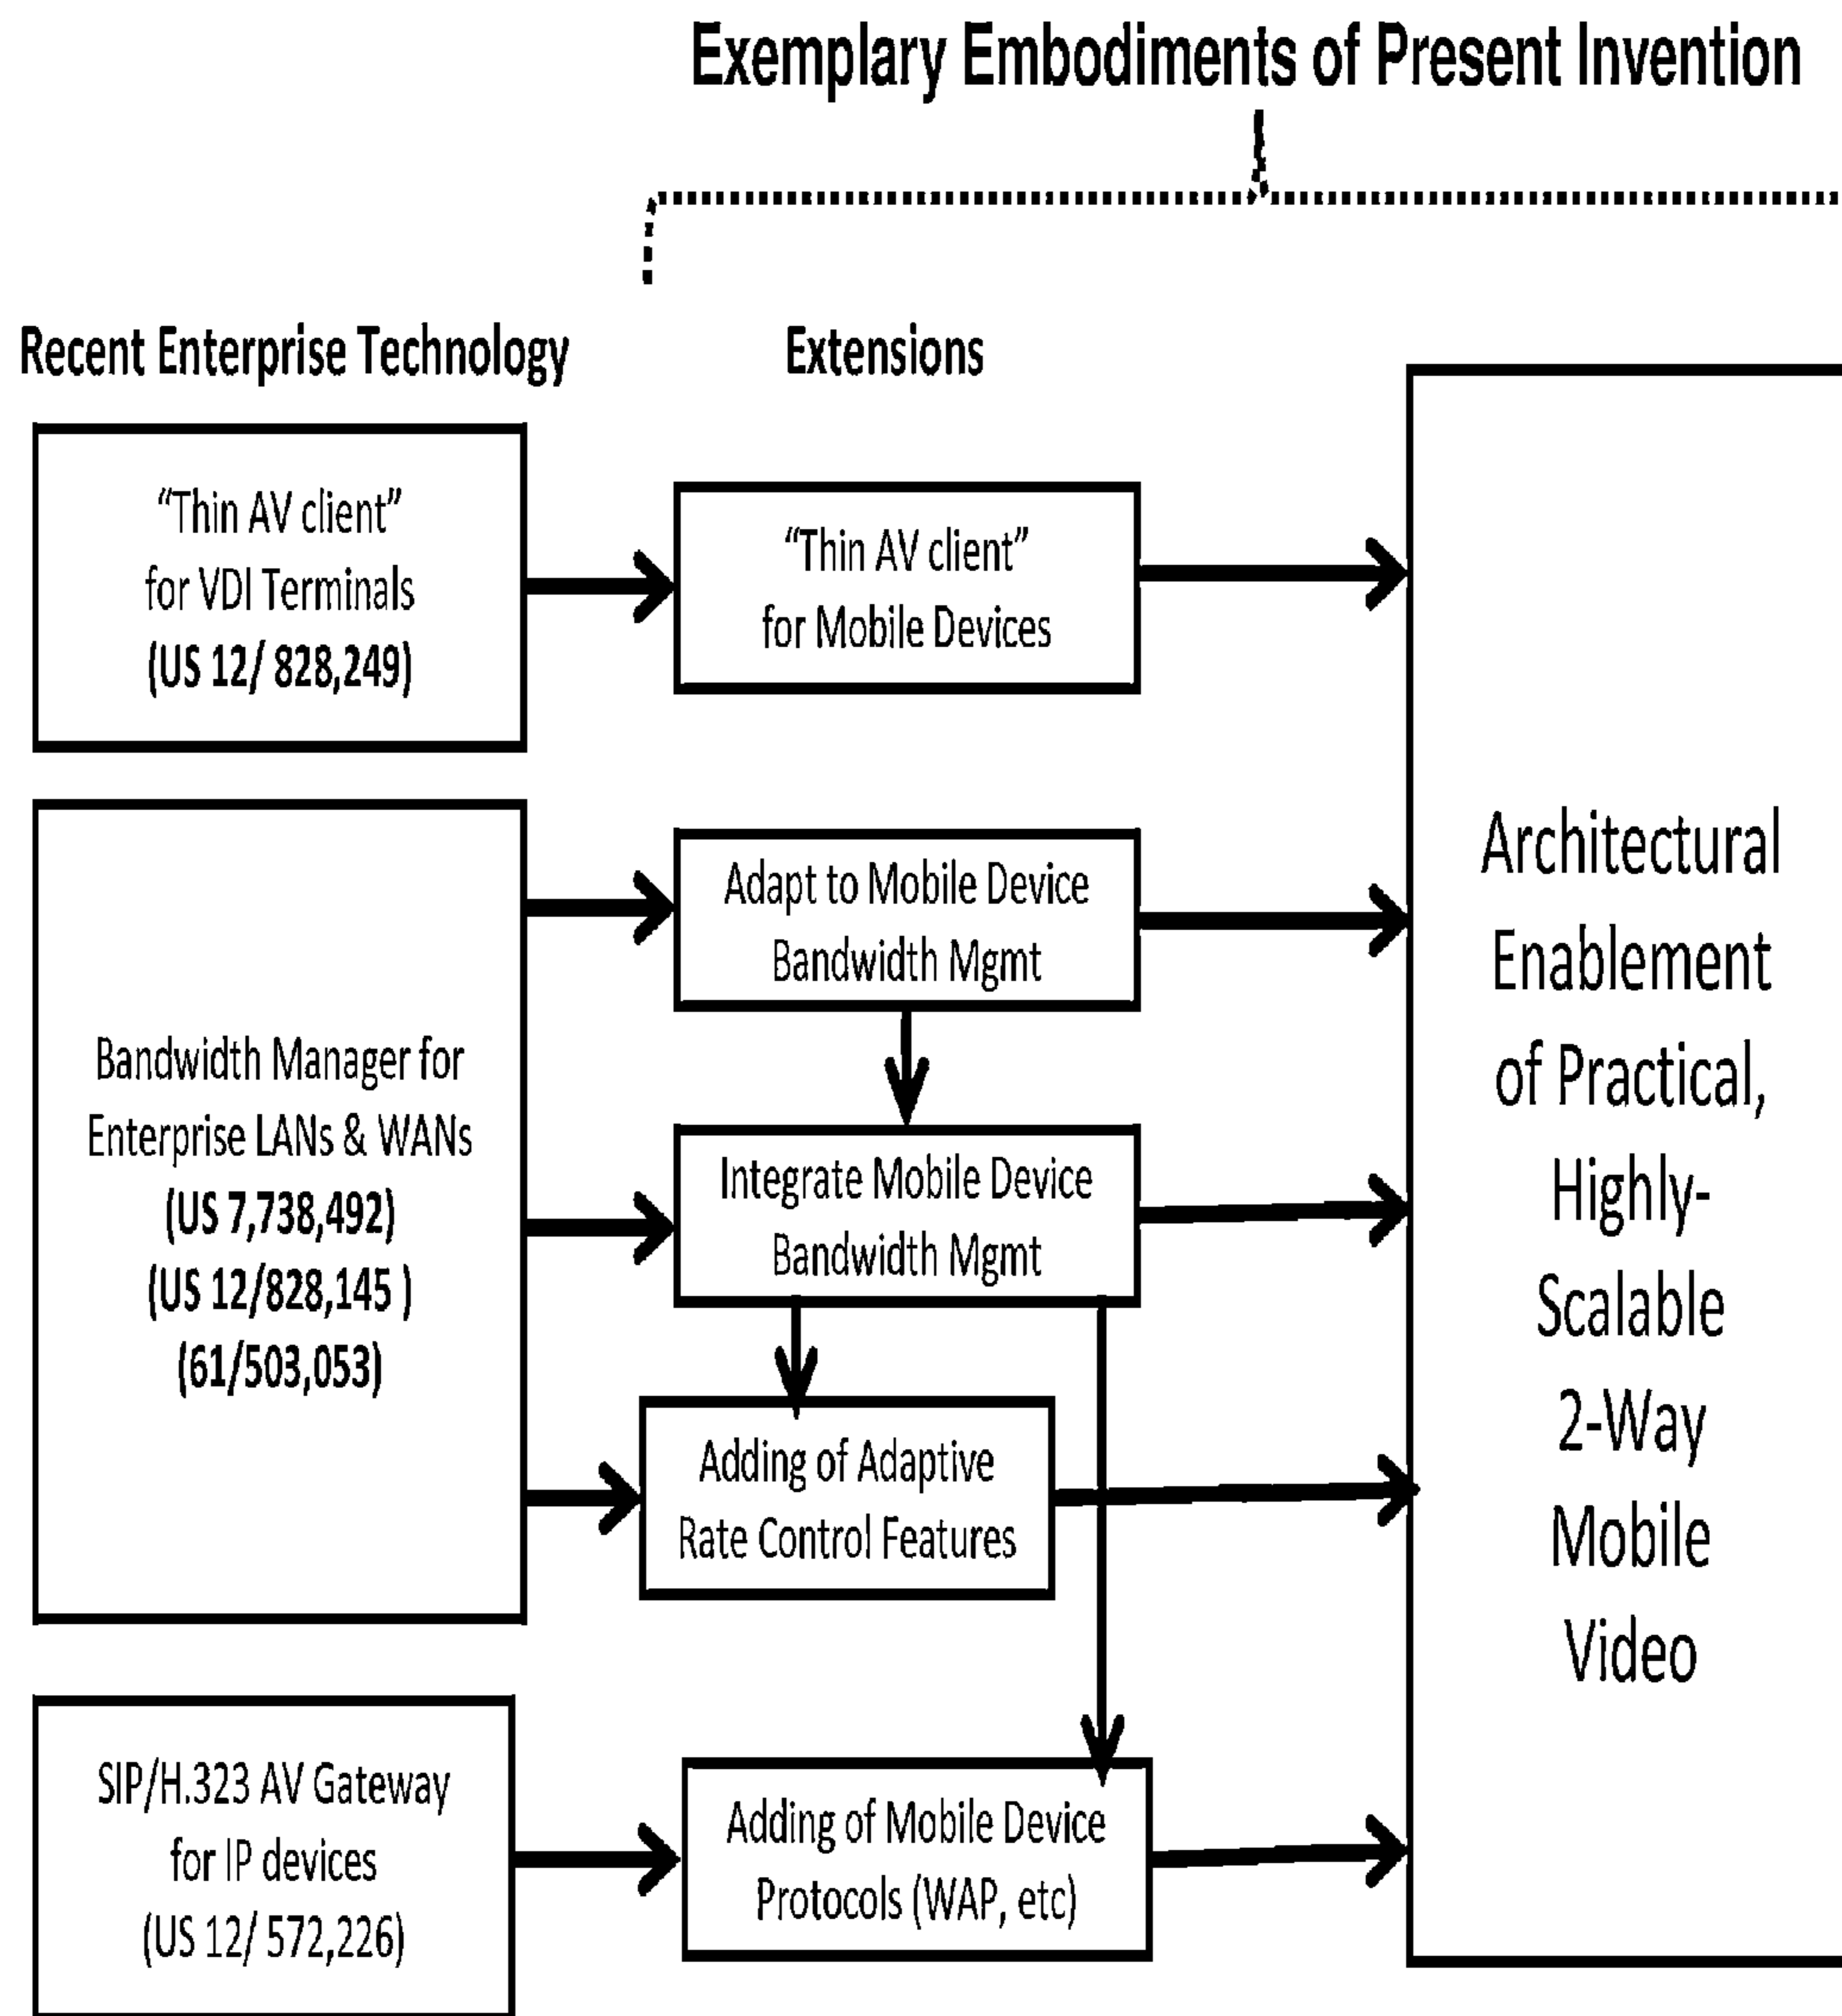 Exemplary Embodiments of Present Invention
Recent Enterprise Technology
Extensions
“Thin AV client”
for VDI Terminals
(US 12/ 828,249)
“Thin AV client”
for Mobile Devices
Bandwidth Manager for
Enterprise LANs & WANs
(US 7,738,492)
(US 12/828,145 )
(61/503,053)
Adapt to Mobile Device
Bandwidth Mgmt
Integrate Mobile Device
Bandwidth Mgmt
Adding of Adaptive
Rate Control Features
SIP/H.323 AV Gateway
for IP devices
(US 12/ 572,226)
Adding of Mobile Device
Protocols (WAP, etc)
Architectural
Enablement
of Practical,
Highly-
Scalable
2-Way
Mobile
Video